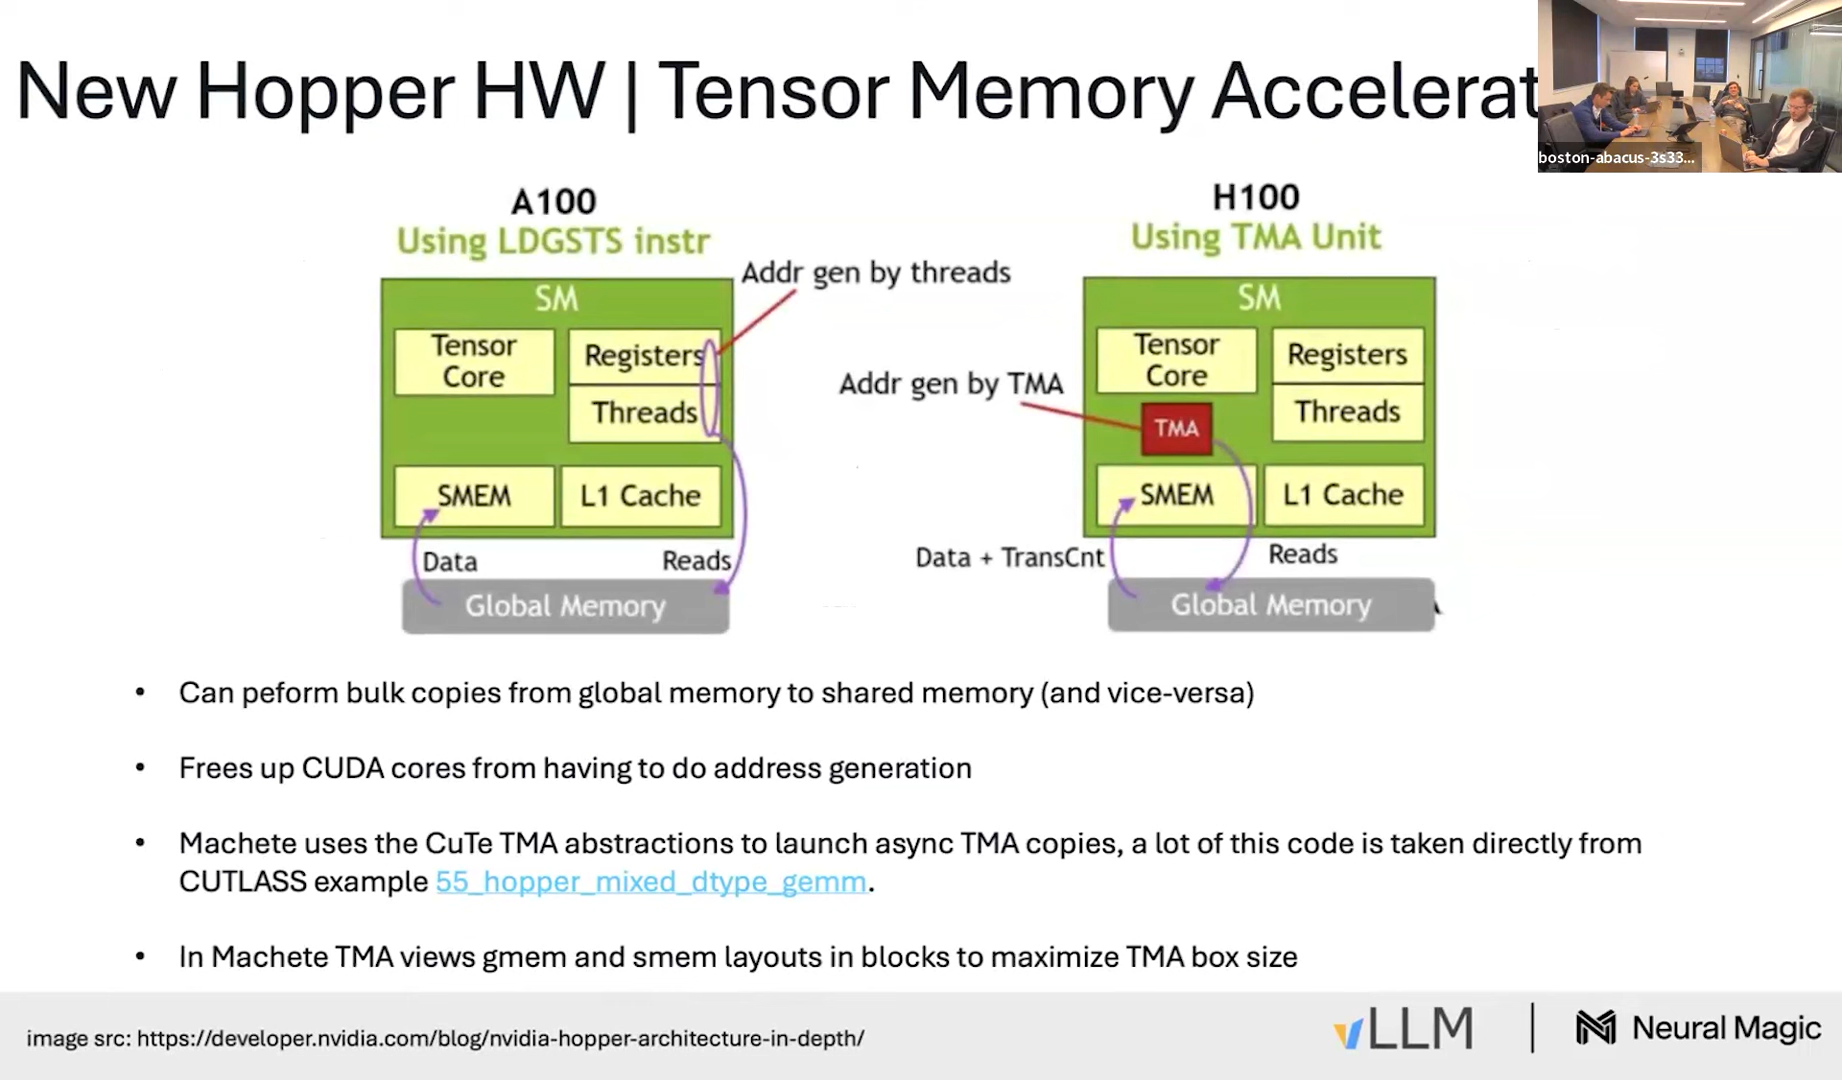 New Hopper HW | Tensor Memory Accelerat
boston-abacus-3s33...
A100
Using LDGSTS instr
Addr gen by threads
SM
Tensor
Core
Registers
Threads
SMEM
L1 Cache
Data
Reads
Global Memory
H100
Using TMA Unit
Addr gen by TMA
SM
Tensor
Core
Registers
TMA
Threads
SMEM
L1 Cache
Data + TransCnt
Reads
Global Memory
• Can peform bulk copies from global memory to shared memory (and vice-versa)
• Frees up CUDA cores from having to do address generation
• Machete uses the CuTe TMA abstractions to launch async TMA copies, a lot of this code is taken directly from
CUTLASS example 55_hopper_mixed_dtype_gemm.
• In Machete TMA views gmem and smem layouts in blocks to maximize TMA box size
image src: https://developer.nvidia.com/blog/nvidia-hopper-architecture-in-depth/
vLLM
Neural Magic